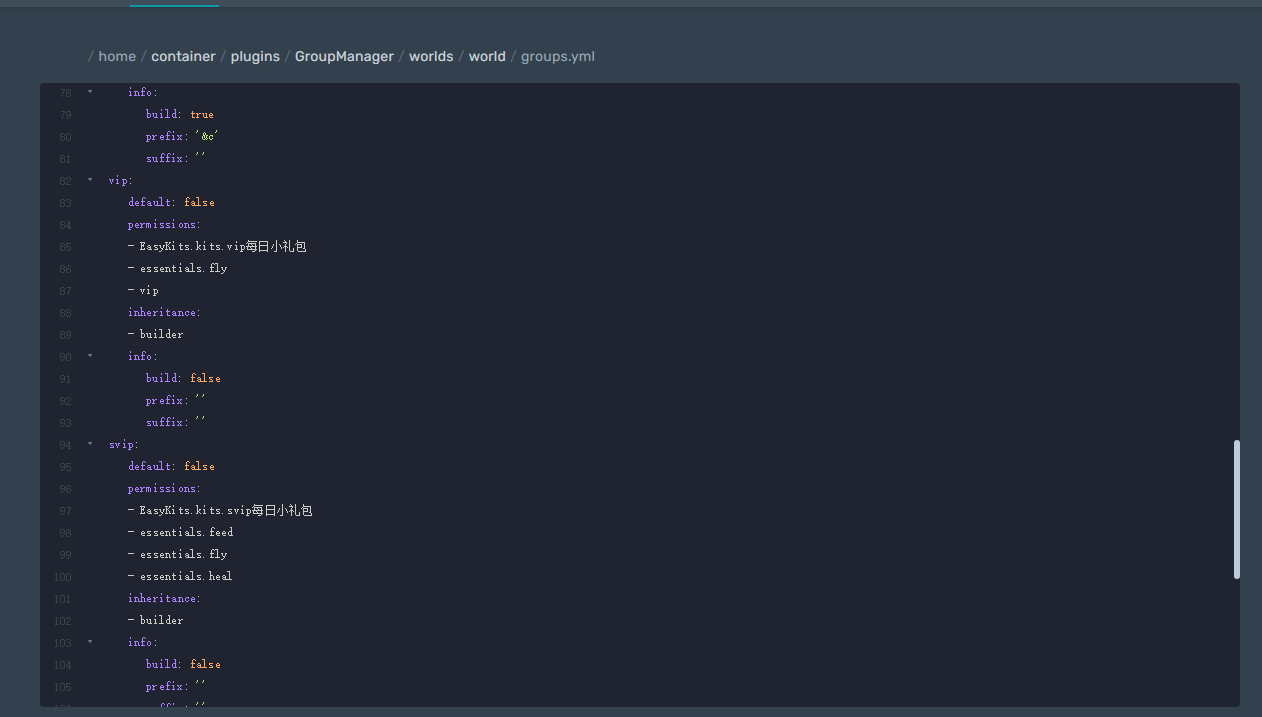 / home / container / plugins / GroupManager / worlds / world / groups.yml
78 info:
79 build: true
80 prefix: '&c'
81 suffix: ''
82 vip:
83 default: false
84 permissions:
85 - EasyKits.kits.vip每日小礼包
86 - essentials.fly
87 - vip
88 inheritance:
89 - builder
90 info:
91 build: false
92 prefix: ''
93 suffix: ''
94 svip:
95 default: false
96 permissions:
97 - EasyKits.kits.svip每日小礼包
98 - essentials.feed
99 - essentials.fly
100 - essentials.heal
101 inheritance:
102 - builder
103 info:
104 build: false
105 prefix: ''